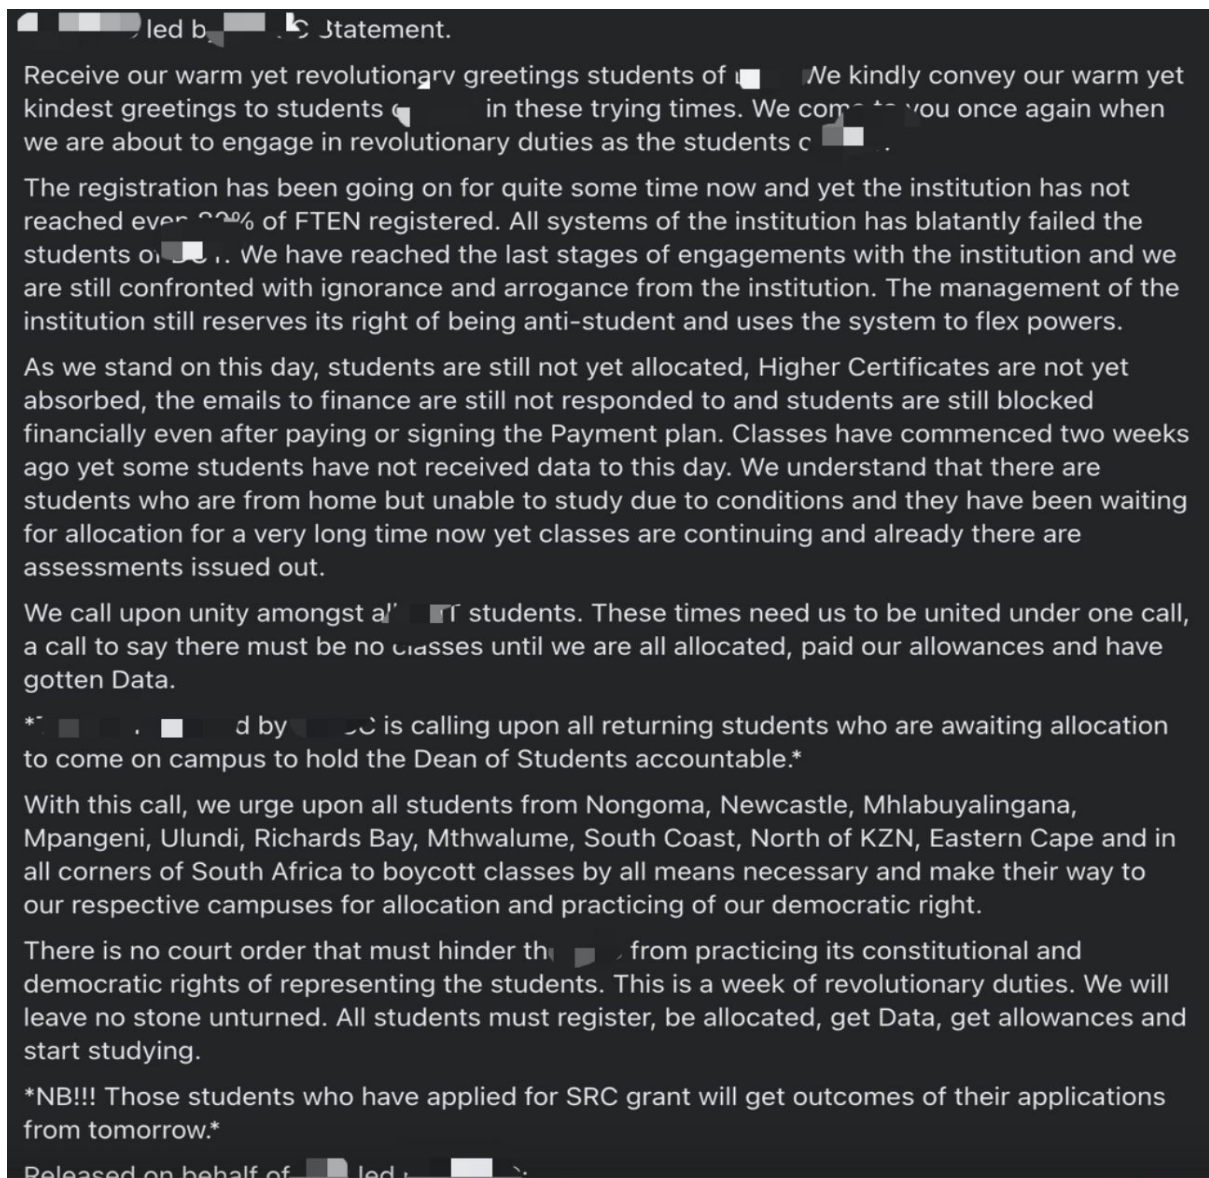 led by Statement.
Receive our warm yet revolutionary greetings students of We kindly convey our warm yet
kindest greetings to students in these trying times. We come to you once again when
we are about to engage in revolutionary duties as the students
The registration has been going on for quite some time now and yet the institution has not
reached even % of FTEN registered. All systems of the institution has blatantly failed the
students of We have reached the last stages of engagements with the institution and we
are still confronted with ignorance and arrogance from the institution. The management of the
institution still reserves its right of being anti-student and uses the system to flex powers.
As we stand on this day, students are still not yet allocated, Higher Certificates are not yet
absorbed, the emails to finance are still not responded to and students are still blocked
financially even after paying or signing the Payment plan. Classes have commenced two weeks
ago yet some students have not received data to this day. We understand that there are
students who are from home but unable to study due to conditions and they have been waiting
for allocation for a very long time now yet classes are continuing and already there are
assessments issued out.
We call upon unity amongst all students. These times need us to be united under one call,
a call to say there must be no classes until we are all allocated, paid our allowances and have
gotten Data.
by is calling upon all returning students who are awaiting allocation
to come on campus to hold the Dean of Students accountable.*
With this call, we urge upon all students from Nongoma, Newcastle, Mhlabuyalingana,
Mpangeni, Ulundi, Richards Bay, Mthwalume, South Coast, North of KZN, Eastern Cape and in
all corners of South Africa to boycott classes by all means necessary and make their way to
our respective campuses for allocation and practicing of our democratic right.
There is no court order that must hinder from practicing its constitutional and
democratic rights of representing the students. This is a week of revolutionary duties. We will
leave no stone unturned. All students must register, be allocated, get Data, get allowances and
start studying.
*NB!!! Those students who have applied for SRC grant will get outcomes of their applications
from tomorrow.*
Released on behalf of led